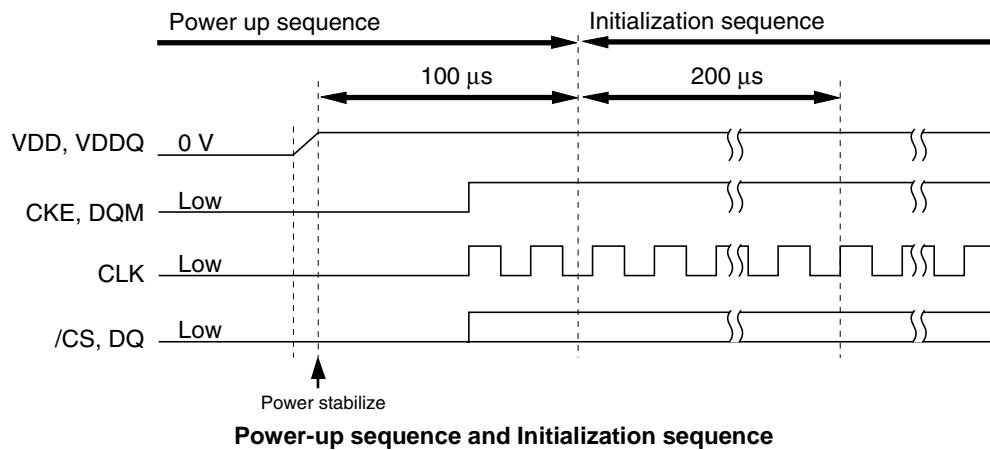 Power up sequence
Initialization sequence
100 μs
200 μs
VDD, VDDQ
0 V
CKE, DQM
Low
CLK
Low
/CS, DQ
Low
Power stabilize
Power-up sequence and Initialization sequence